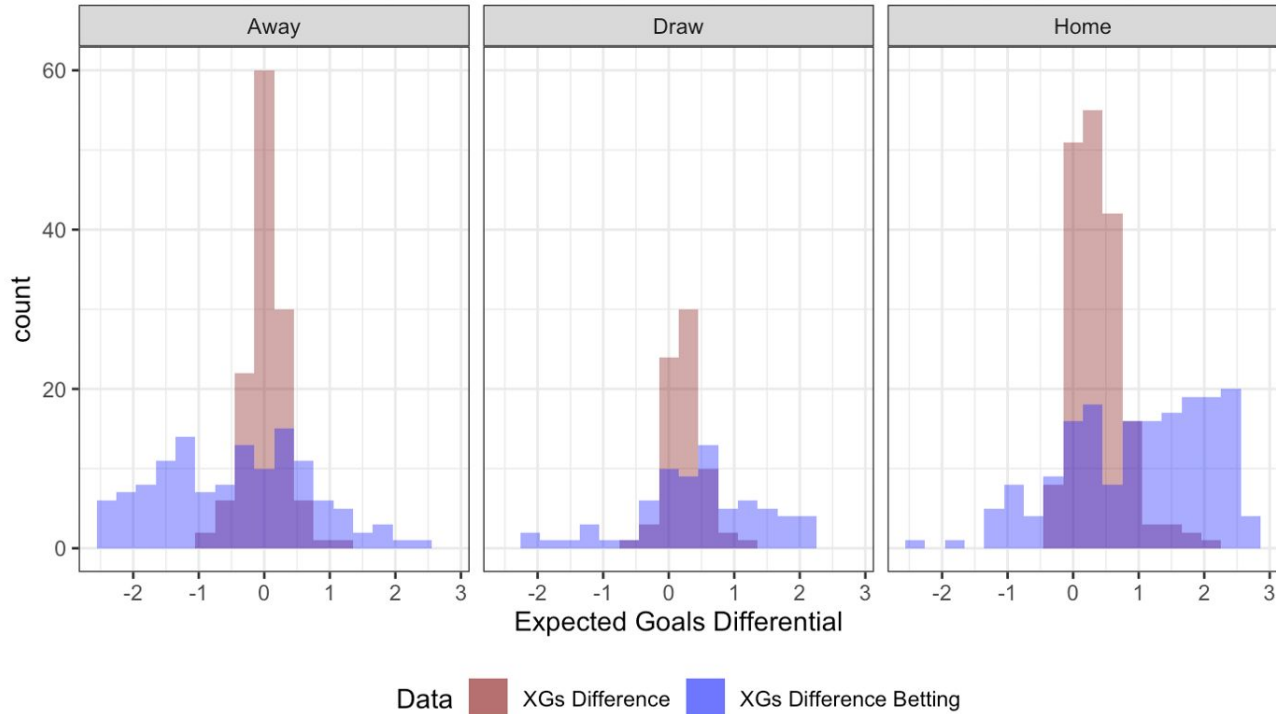 Away Draw Home
60
40
20
0
count
-2 -1 0 1 2 3 -2 -1 0 1 2 3 -2 -1 0 1 2 3
Expected Goals Differential
Data XGs Difference XGs Difference Betting